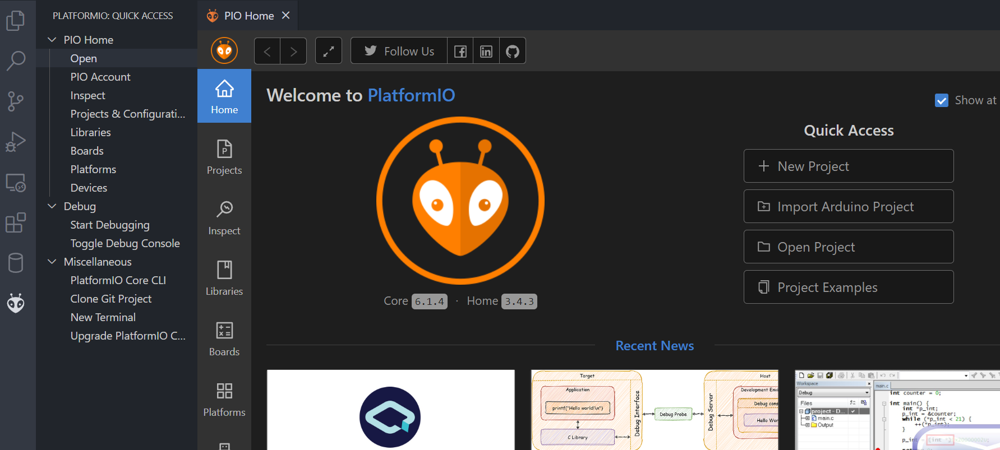 PLATFORMIO: QUICK ACCESS
PIO Home
Open
PIO Account
Inspect
Projects & Configurati...
Libraries
Boards
Platforms
Devices
Debug
Start Debugging
Toggle Debug Console
Miscellaneous
PlatformIO Core CLI
Clone Git Project
New Terminal
Upgrade PlatformIO C...
PIO Home
Follow Us
Home
Projects
Inspect
Libraries
Boards
Platforms
Welcome to PlatformIO
Show at
Core 6.1.4 · Home 3.4.3
Quick Access
New Project
Import Arduino Project
Open Project
Project Examples
Recent News
Target
Application
printf("Hello world!\n")
C Library
Debug Interface
Debug Probe
Debug Server
Host
Development Envi
Debug cons
Hello Wor
Workspace
Debug
Files
project - D...
main.c
Output
main.c
int counter = 0;
int main() {
int *p_int;
p_int = &counter;
while (*p_int < 21) {
++(*p_int);
}
p_int =